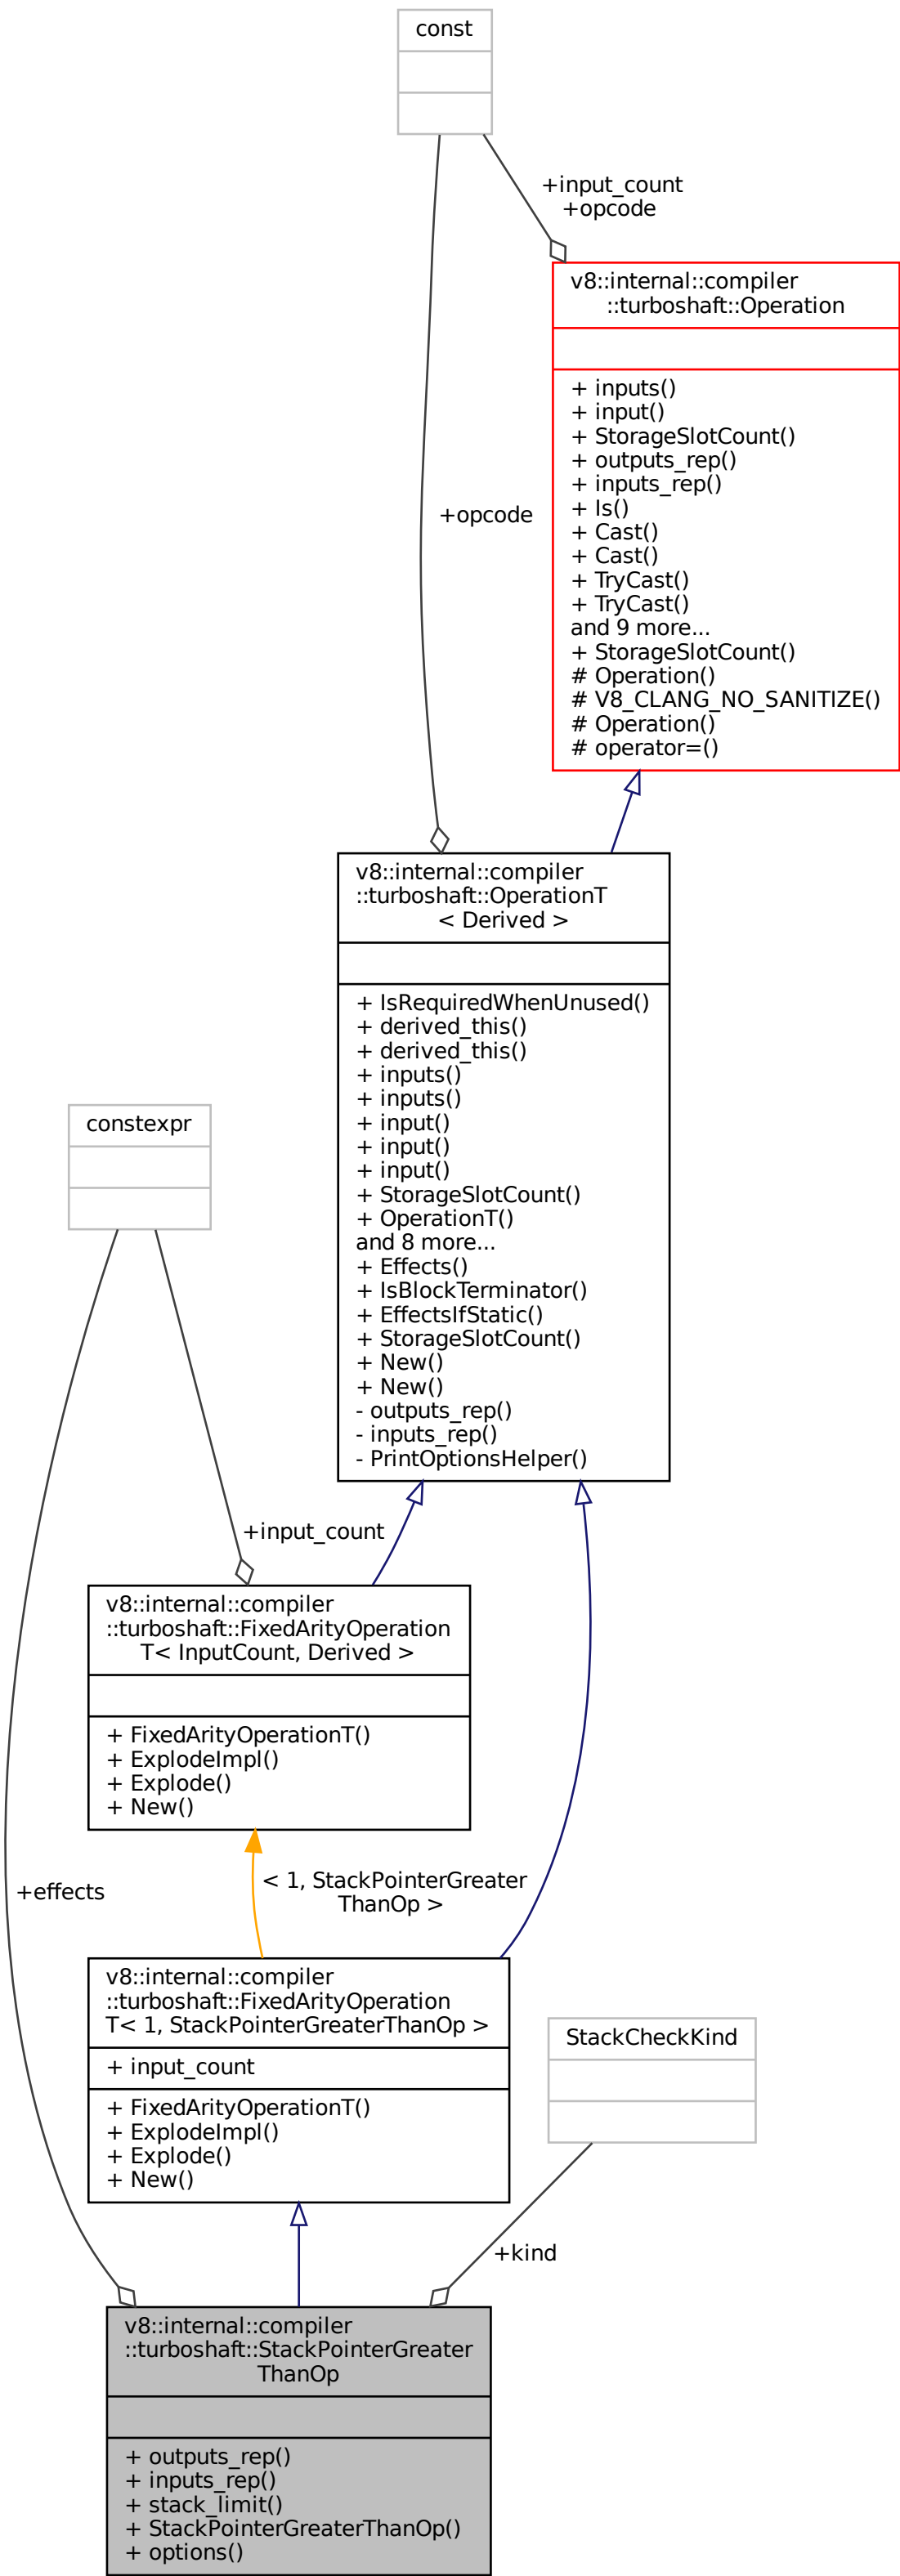 const
+input_count
+opcode
v8::internal::compiler
::turboshaft::Operation
+ inputs()
+ input()
+ StorageSlotCount()
+ outputs_rep()
+ inputs_rep()
+ Is()
+ Cast()
+ Cast()
+ TryCast()
+ TryCast()
and 9 more...
+ StorageSlotCount()
# Operation()
# V8_CLANG_NO_SANITIZE()
# Operation()
# operator=()
+opcode
v8::internal::compiler
::turboshaft::OperationT
< Derived >
+ IsRequiredWhenUnused()
+ derived_this()
+ derived_this()
+ inputs()
+ inputs()
+ input()
+ input()
+ input()
+ StorageSlotCount()
+ OperationT()
and 8 more...
+ Effects()
+ IsBlockTerminator()
+ EffectsIfStatic()
+ StorageSlotCount()
+ New()
+ New()
- outputs_rep()
- inputs_rep()
- PrintOptionsHelper()
constexpr
+input_count
v8::internal::compiler
::turboshaft::FixedArityOperation
T< InputCount, Derived >
+ FixedArityOperationT()
+ ExplodeImpl()
+ Explode()
+ New()
+effects
< 1, StackPointerGreater
ThanOp >
v8::internal::compiler
::turboshaft::FixedArityOperation
T< 1, StackPointerGreaterThanOp >
+ input_count
+ FixedArityOperationT()
+ ExplodeImpl()
+ Explode()
+ New()
StackCheckKind
+kind
v8::internal::compiler
::turboshaft::StackPointerGreater
ThanOp
+ outputs_rep()
+ inputs_rep()
+ stack_limit()
+ StackPointerGreaterThanOp()
+ options()